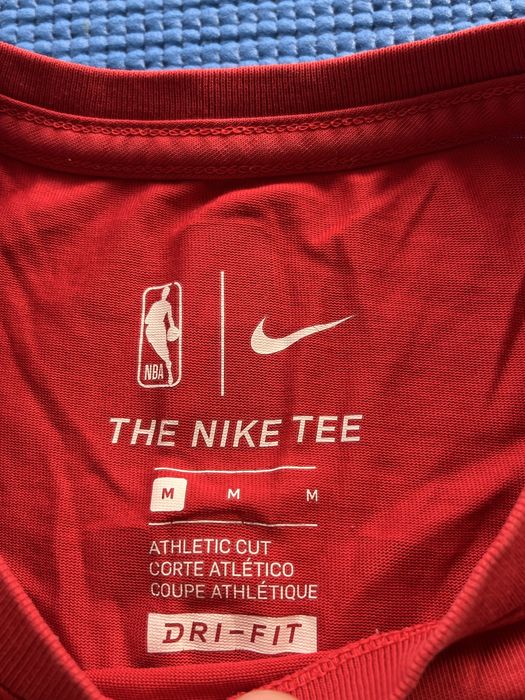 NBA
THE NIKE TEE
M M M
ATHLETIC CUT
CORTE ATLÉTICO
COUPE ATHLÉTIQUE
DRI-FIT